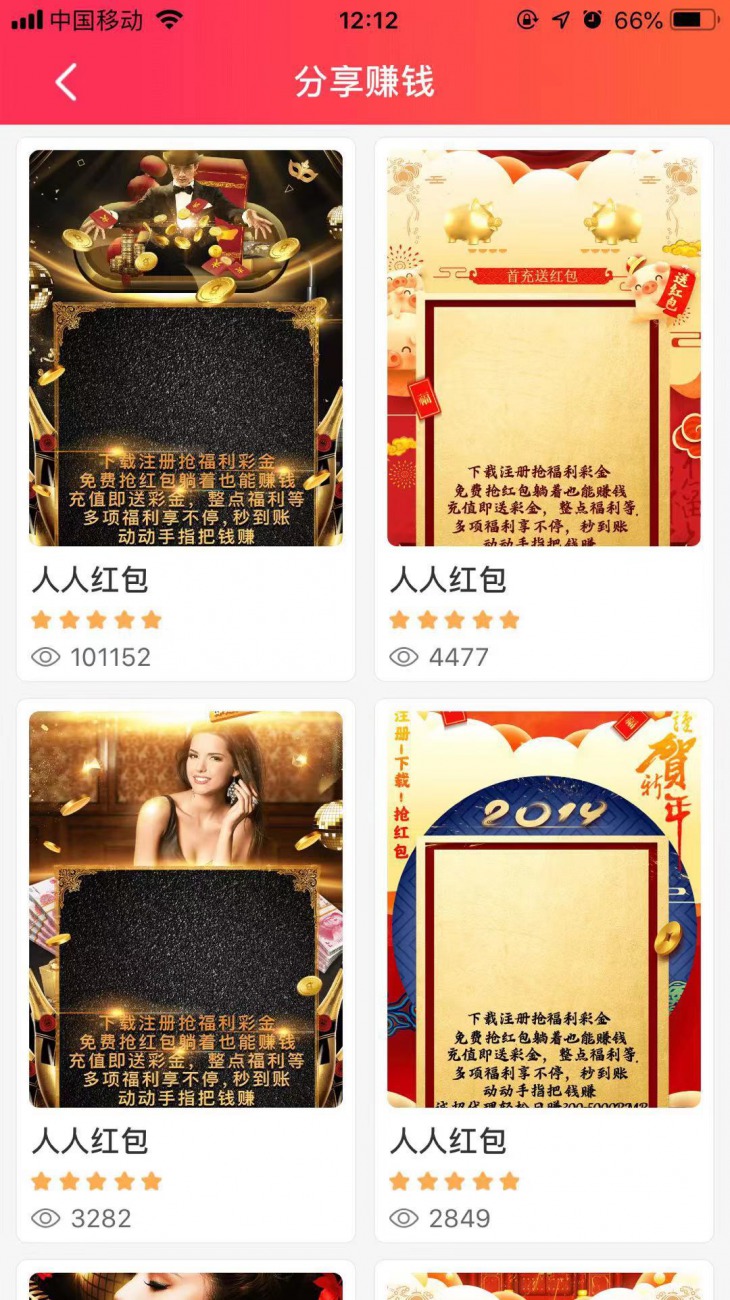 中国移动
12:12
66%
分享赚钱
下载注册抢福利彩金
免费抢红包躺着也能赚钱
充值即送彩金，整点福利等
多项福利享不停，秒到账
动动手指把钱赚
人人红包
101152
首充送红包
送红包
福
下载注册抢福利彩金
免费抢红包躺着也能赚钱
充值即送彩金，整点福利等.
多项福利享不停，秒到账
动动手指把钱赚
人人红包
4477
下载注册抢福利彩金
免费抢红包躺着也能赚钱
充值即送彩金，整点福利等
多项福利享不停，秒到账
动动手指把钱赚
人人红包
3282
注册-下载！抢红包
謹
賀
新年
2019
下载注册抢福利彩金
免费抢红包躺着也能赚钱
充值即送彩金，整点福利等.
多项福利享不停，秒到账
动动手指把钱赚
代理轻松日赚300-5000RMB
人人红包
2849